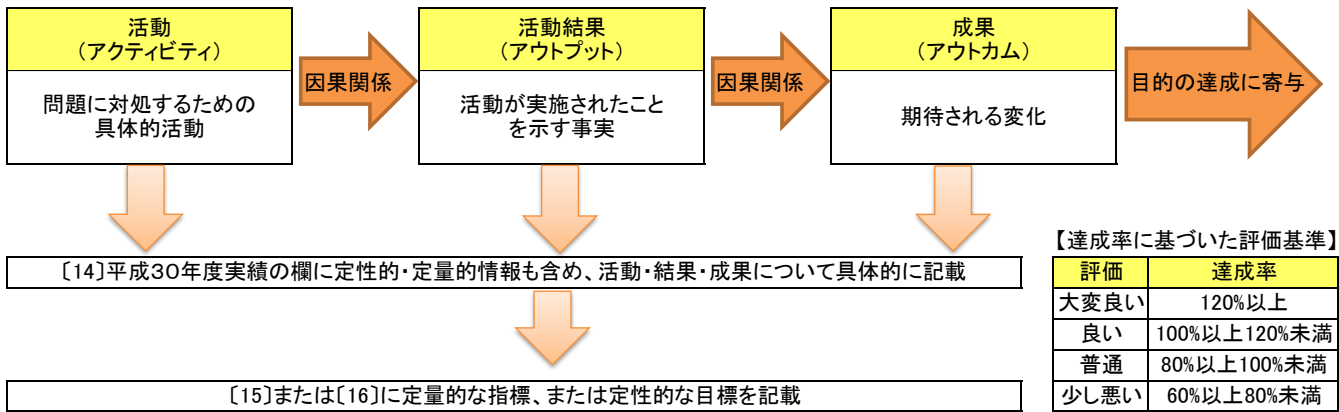 活動
（アクティビティ）
問題に対処するための
具体的活動
因果関係
活動結果
（アウトプット）
活動が実施されたこと
を示す事実
因果関係
成果
（アウトカム）
期待される変化
目的の達成に寄与
〔14〕平成３０年度実績の欄に定性的・定量的情報も含め、活動・結果・成果について具体的に記載
〔15〕または〔16〕に定量的な指標、または定性的な目標を記載
【達成率に基づいた評価基準】
評価 達成率
大変良い 120%以上
良い 100%以上120%未満
普通 80%以上100%未満
少し悪い 60%以上80%未満